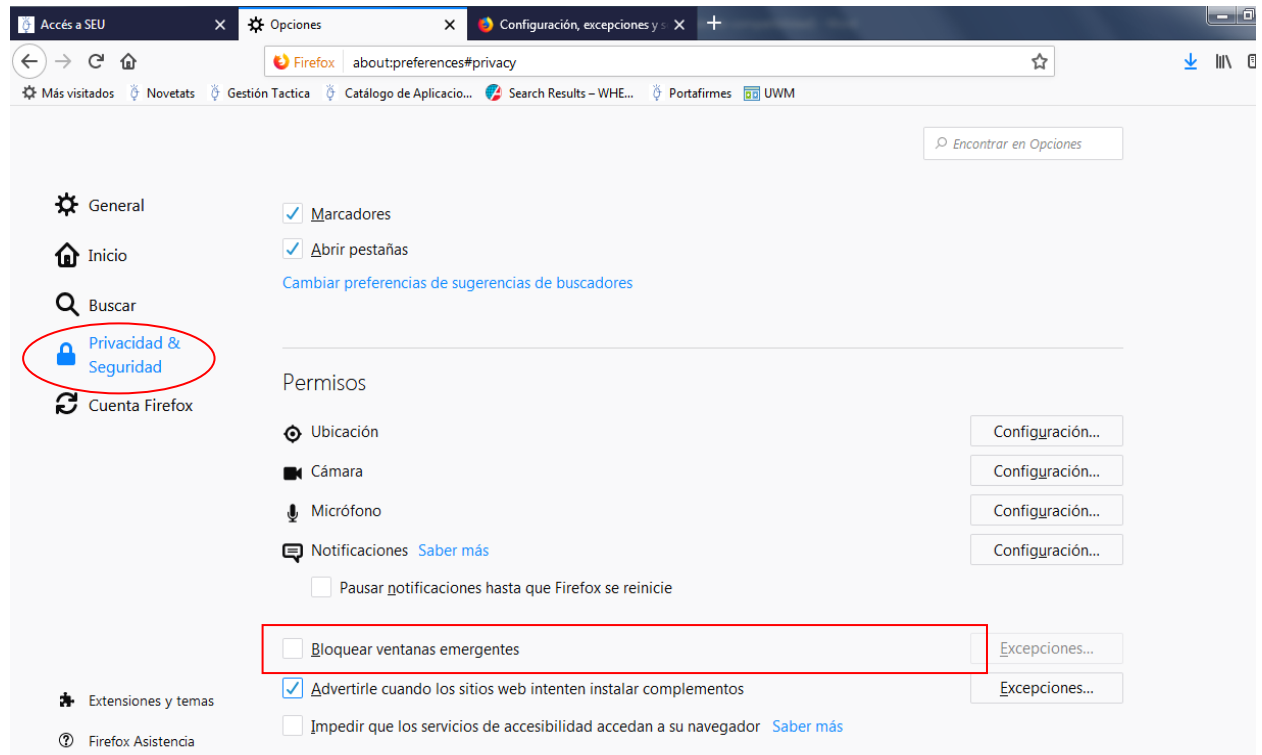 Accés a SEU
Opciones
Configuración, excepciones y s
Firefox about:preferences#privacy
Más visitados Novetats Gestión Tactica Catálogo de Aplicacio... Search Results – WHE... Portafirmes UWM
Encontrar en Opciones
General
Inicio
Buscar
Privacidad &
Seguridad
Cuenta Firefox
Extensiones y temas
Firefox Asistencia
Marcadores
Abrir pestañas
Cambiar preferencias de sugerencias de buscadores
Permisos
Ubicación Configuración...
Cámara Configuración...
Micrófono Configuración...
Notificaciones Saber más Configuración...
Pausar notificaciones hasta que Firefox se reinicie
Bloquear ventanas emergentes Excepciones...
Advertirle cuando los sitios web intenten instalar complementos Excepciones...
Impedir que los servicios de accesibilidad accedan a su navegador Saber más